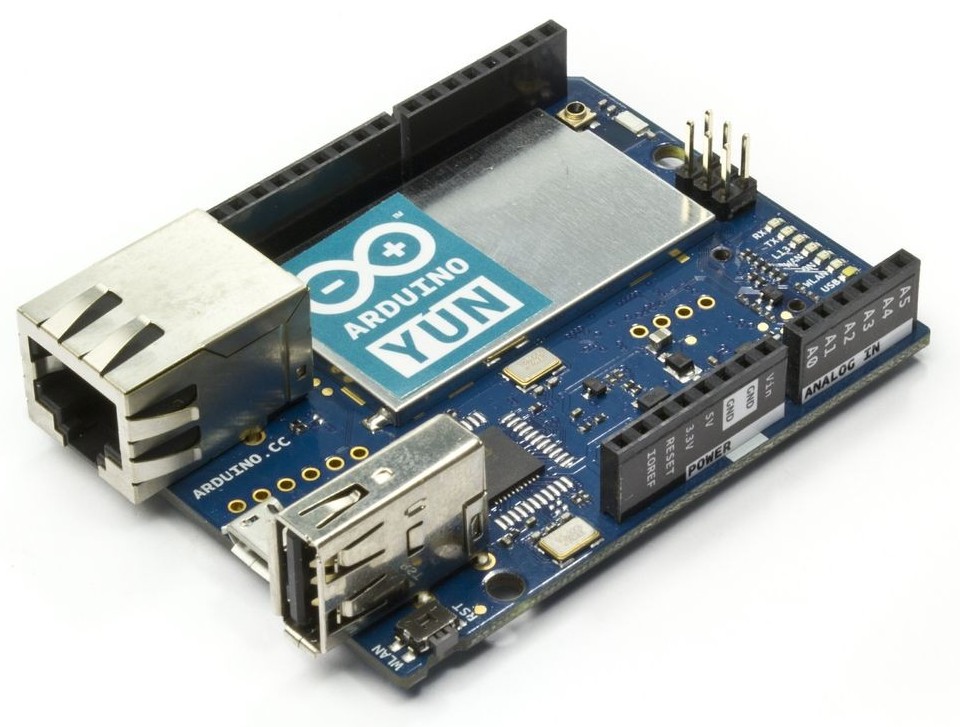 ™
ARDUINO
YUN
RX
TX
L13
WLAN
USB
A5
A4
A3
A2
A1
A0
ANALOG IN
Vin
GND
GND
5V
3.3V
RESET
IOREF
POWER
ARDUINO.CC
RST
WLAN